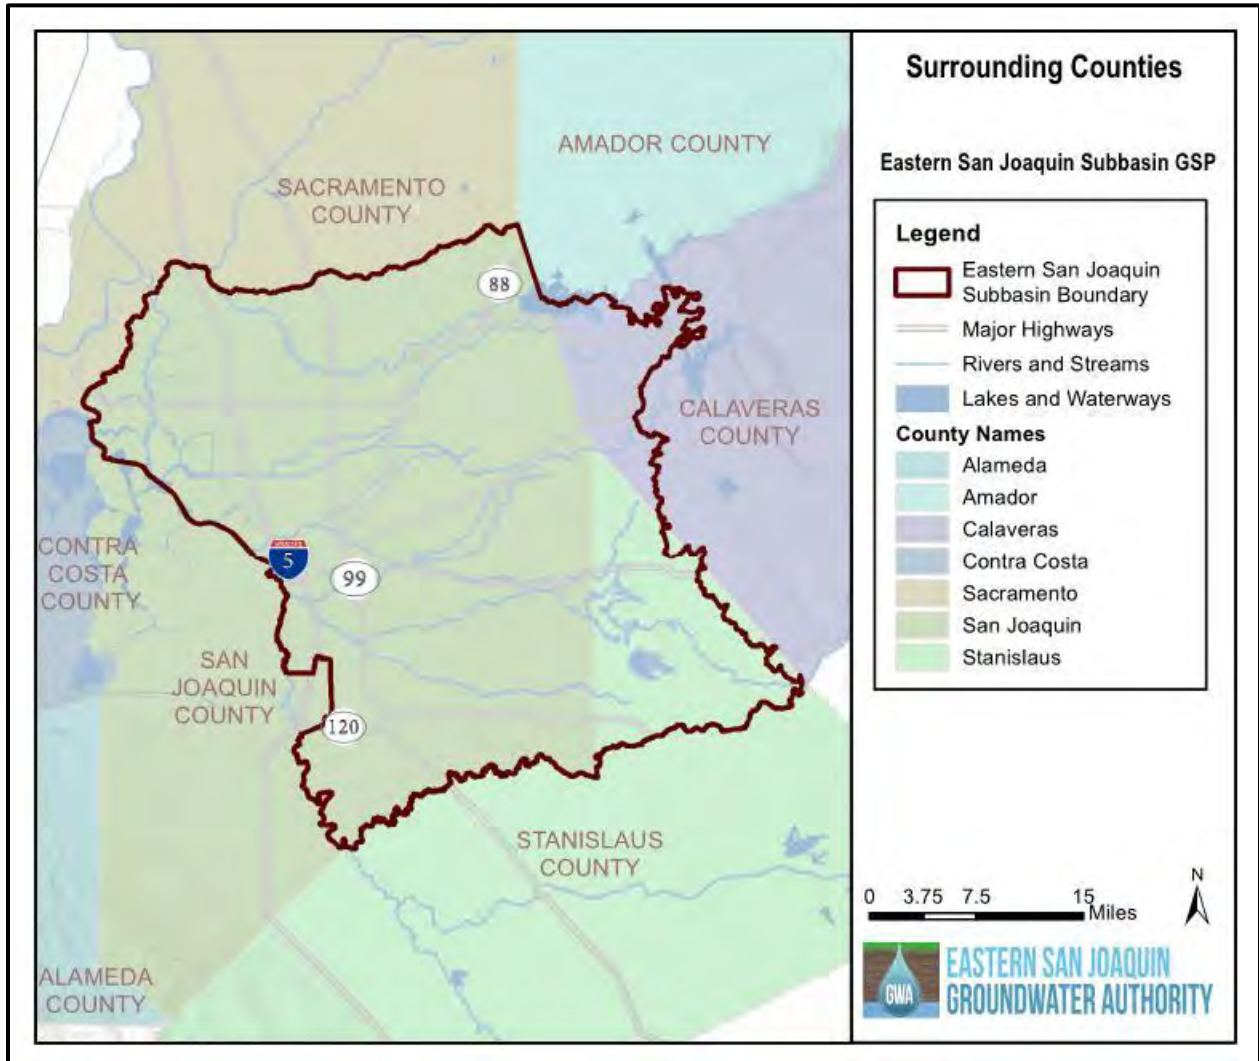 Surrounding Counties
Eastern San Joaquin Subbasin GSP
Legend
Eastern San Joaquin
Subbasin Boundary
Major Highways
Rivers and Streams
Lakes and Waterways
County Names
Alameda
Amador
Calaveras
Contra Costa
Sacramento
San Joaquin
Stanislaus
AMADOR COUNTY
SACRAMENTO
COUNTY
88
CALAVERAS
COUNTY
CONTRA
COSTA
COUNTY
5
99
SAN
JOAQUIN
COUNTY
120
STANISLAUS
COUNTY
ALAMEDA
COUNTY
N
0 3.75 7.5 15
Miles
GWA
EASTERN SAN JOAQUIN
GROUNDWATER AUTHORITY